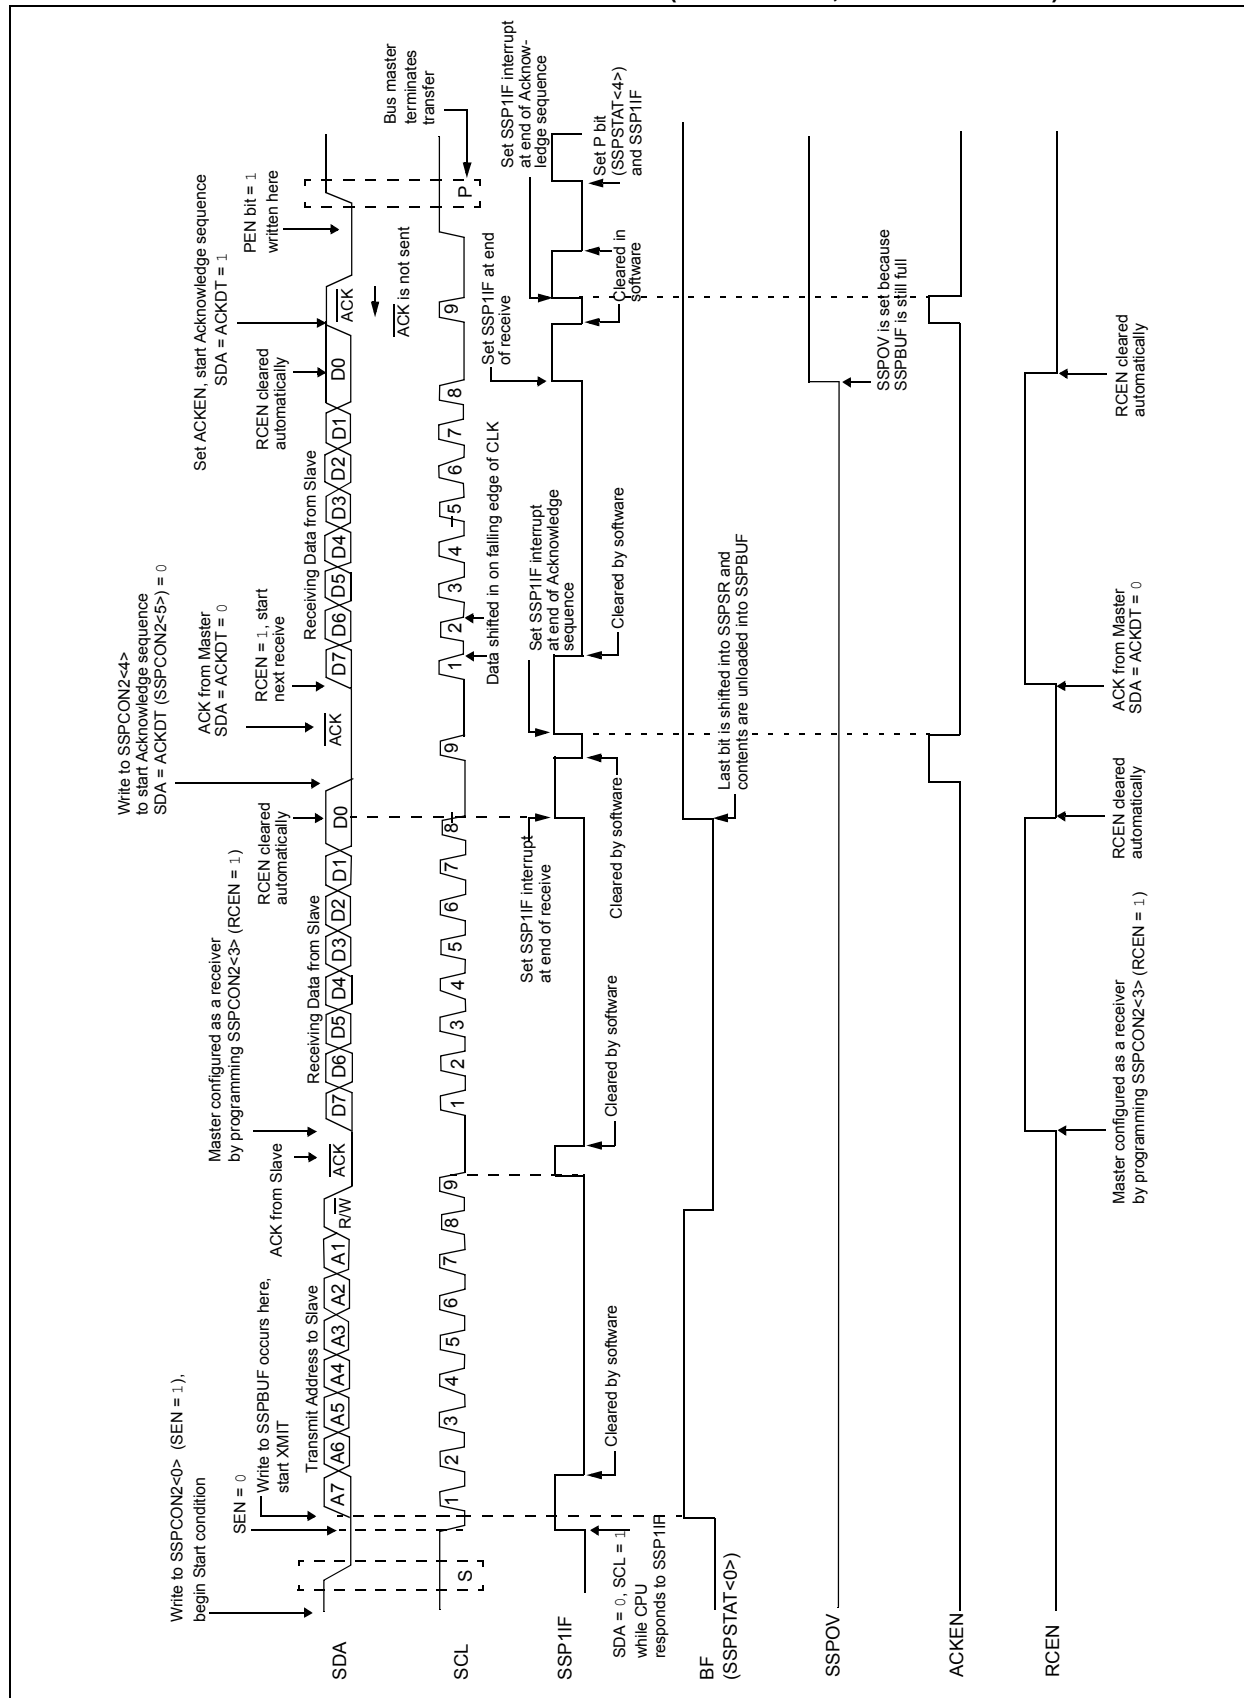 Write to SSPCON2<0> (SEN = 1),
begin Start condition
SEN = 0
Write to SSPBUF occurs here,
start XMIT
ACK from Slave
Master configured as a receiver
by programming SSPCON2<3> (RCEN = 1)
RCEN cleared
automatically
Write to SSPCON2<4>
to start Acknowledge sequence
SDA = ACKDT (SSPCON2<5>) = 0
ACK from Master
SDA = ACKDT = 0
RCEN = 1, start
next receive
RCEN cleared
automatically
Set ACKEN, start Acknowledge sequence
SDA = ACKDT = 1
PEN bit = 1
written here
Bus master
terminates
transfer
Transmit Address to Slave
Receiving Data from Slave
Receiving Data from Slave
SDA
A7 A6 A5 A4 A3 A2 A1 R/W ACK D7 D6 D5 D4 D3 D2 D1 D0 ACK D7 D6 D5 D4 D3 D2 D1 D0 ACK
ACK is not sent
SCL
S 1 2 3 4 5 6 7 8 9 1 2 3 4 5 6 7 8 9 1 2 3 4 5 6 7 8 9 P
Data shifted in on falling edge of CLK
Set SSP1IF interrupt
at end of receive
Set SSP1IF interrupt
at end of Acknowledge
sequence
Set SSP1IF at end
of receive
Set SSP1IF interrupt
at end of Acknow-
ledge sequence
SSP1IF
SDA = 0, SCL = 1
while CPU
responds to SSP1IF
Cleared by software
Cleared by software
Cleared by software
Cleared by software
Cleared in
software
Set P bit
(SSPSTAT<4>)
and SSP1IF
BF
(SSPSTAT<0>)
Last bit is shifted into SSPSR and
contents are unloaded into SSPBUF
SSPOV
SSPOV is set because
SSPBUF is still full
ACKEN
RCEN
Master configured as a receiver
by programming SSPCON2<3> (RCEN = 1)
RCEN cleared
automatically
ACK from Master
SDA = ACKDT = 0
RCEN cleared
automatically